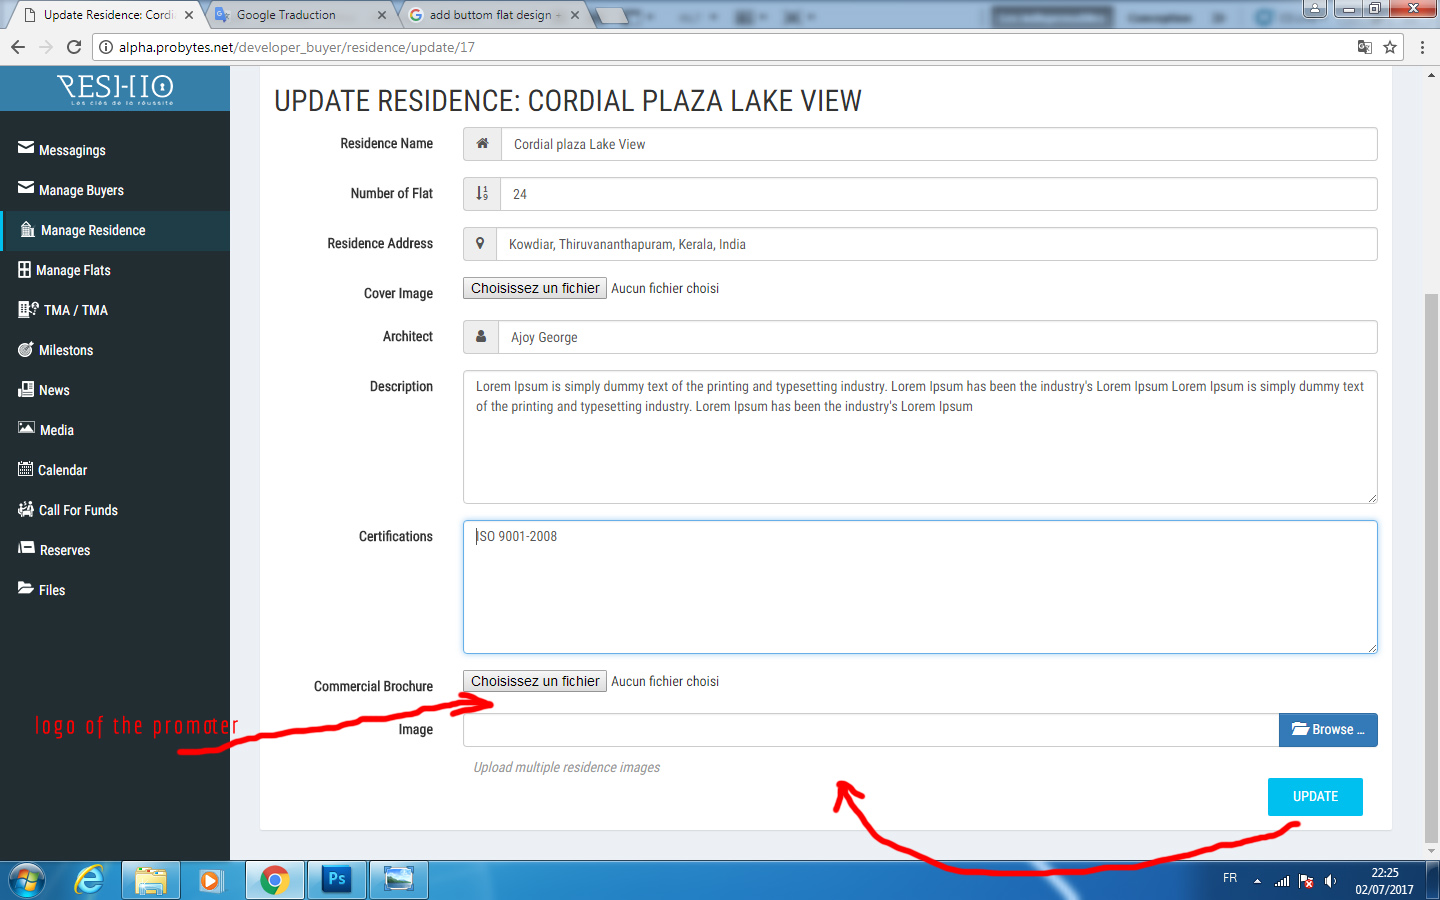 Update Residence: Cordi
Google Traduction
add buttom flat design -
alpha.probytes.net/developer_buyer/residence/update/17
RESHIO
Les clés de la réussite
Messagings
Manage Buyers
Manage Residence
Manage Flats
TMA / TMA
Milestons
News
Media
Calendar
Call For Funds
Reserves
Files
UPDATE RESIDENCE: CORDIAL PLAZA LAKE VIEW
Residence Name
Cordial plaza Lake View
Number of Flat
24
Residence Address
Kowdiar, Thiruvananthapuram, Kerala, India
Cover Image
Choisissez un fichier Aucun fichier choisi
Architect
Ajoy George
Description
Lorem Ipsum is simply dummy text of the printing and typesetting industry. Lorem Ipsum has been the industry's Lorem Ipsum Lorem Ipsum is simply dummy text
of the printing and typesetting industry. Lorem Ipsum has been the industry's Lorem Ipsum
Certifications
ISO 9001-2008
Commercial Brochure
Choisissez un fichier Aucun fichier choisi
logo of the promoter
Image
Browse ...
Upload multiple residence images
UPDATE
Ps
FR
22:25
02/07/2017